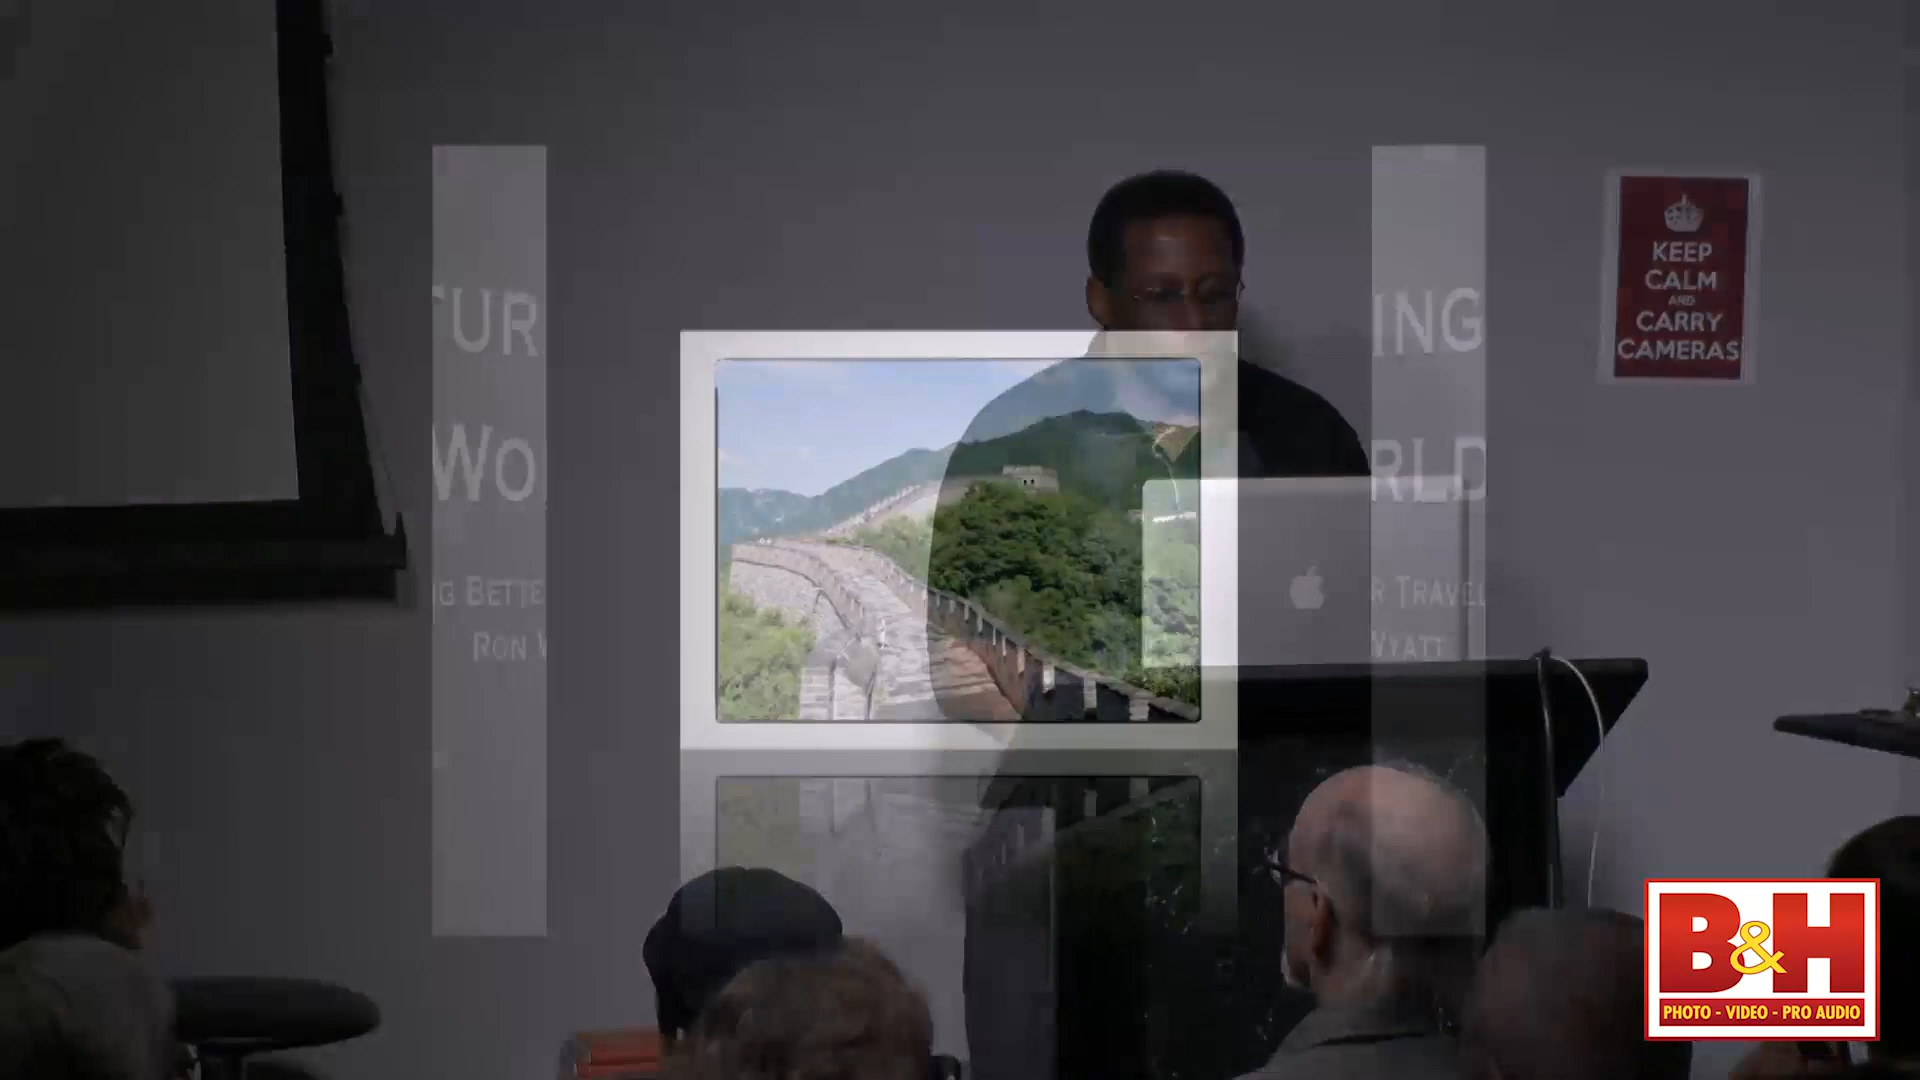 TUR
ING
WO
RLD
G BETTE
R TRAVEL
RON W
WYATT
KEEP
CALM
AND
CARRY
CAMERAS
B&H
PHOTO - VIDEO - PRO AUDIO